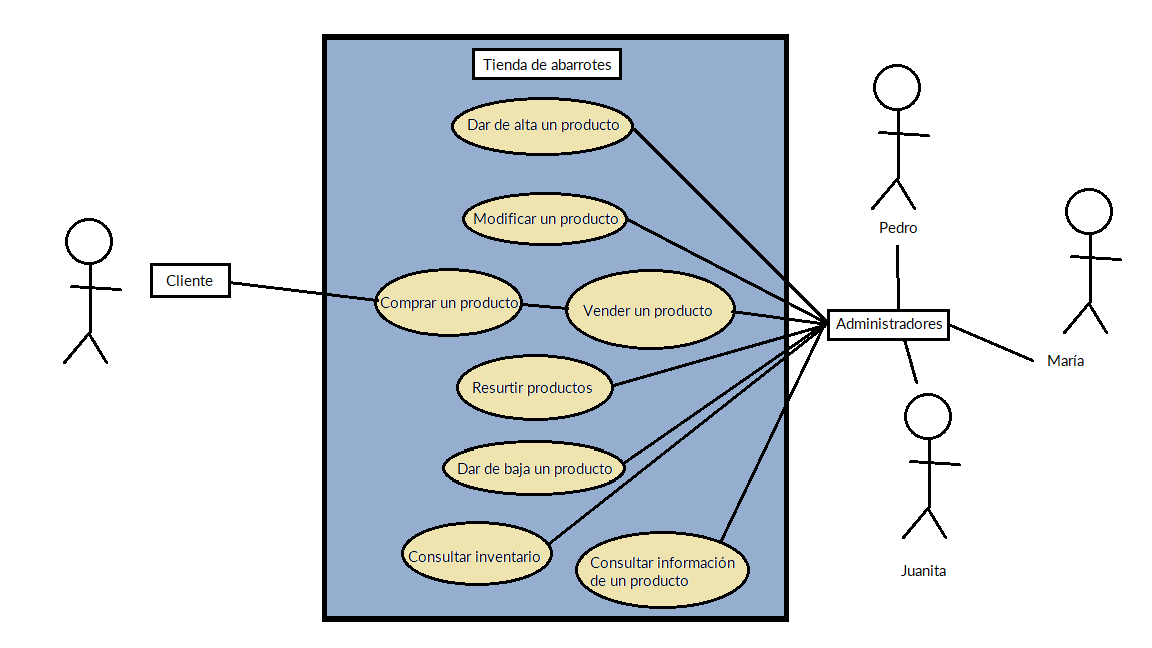 Tienda de abarrotes
Dar de alta un producto
Pedro
Modificar un producto
Cliente
Comprar un producto
Vender un producto
Administradores
María
Resurtir productos
Dar de baja un producto
Consultar inventario
Consultar información
de un producto
Juanita